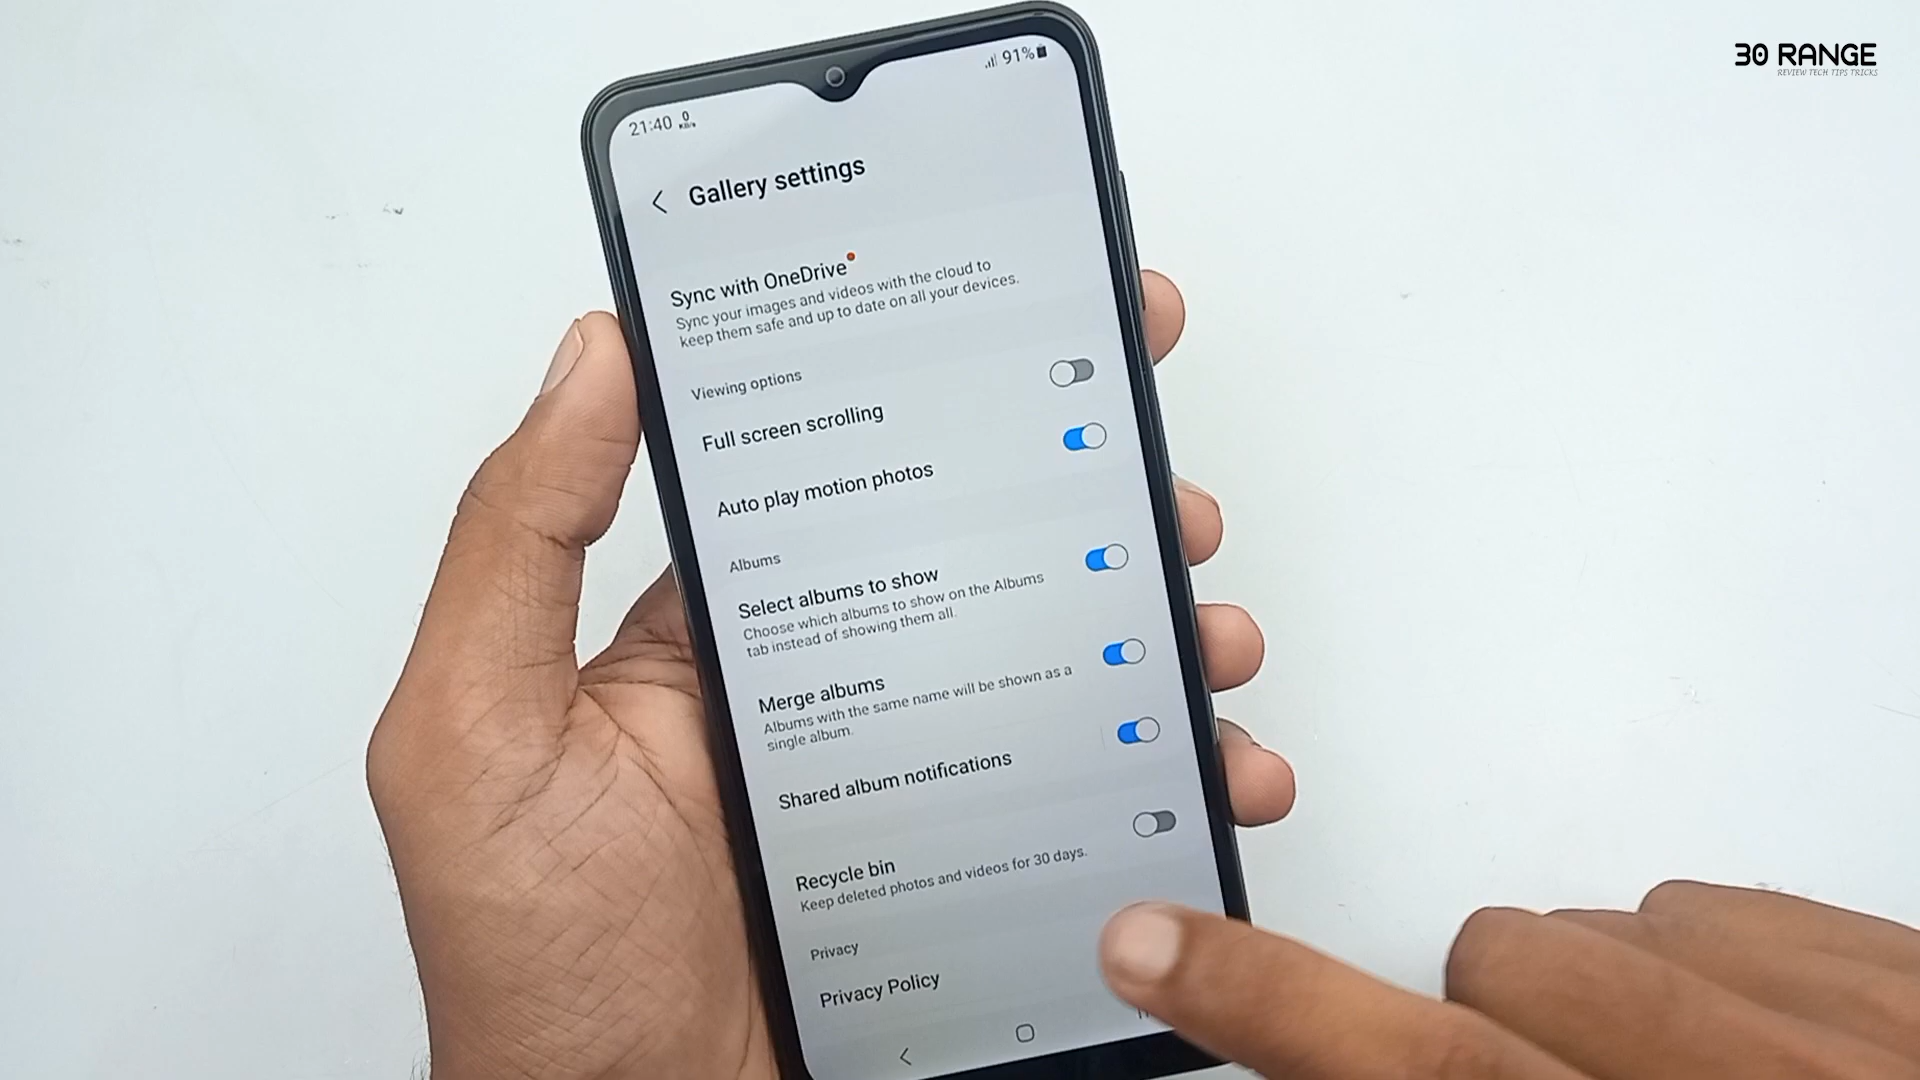 30 RANGE
REVIEW TECH TIPS TRICKS
91%
21:40 0
KB/s
Gallery settings
Sync with OneDrive
Sync your images and videos with the cloud to
keep them safe and up to date on all your devices.
Viewing options
Full screen scrolling
Auto play motion photos
Albums
Select albums to show
Choose which albums to show on the Albums
tab instead of showing them all.
Merge albums
Albums with the same name will be shown as a
single album.
Shared album notifications
Recycle bin
Keep deleted photos and videos for 30 days.
Privacy
Privacy Policy